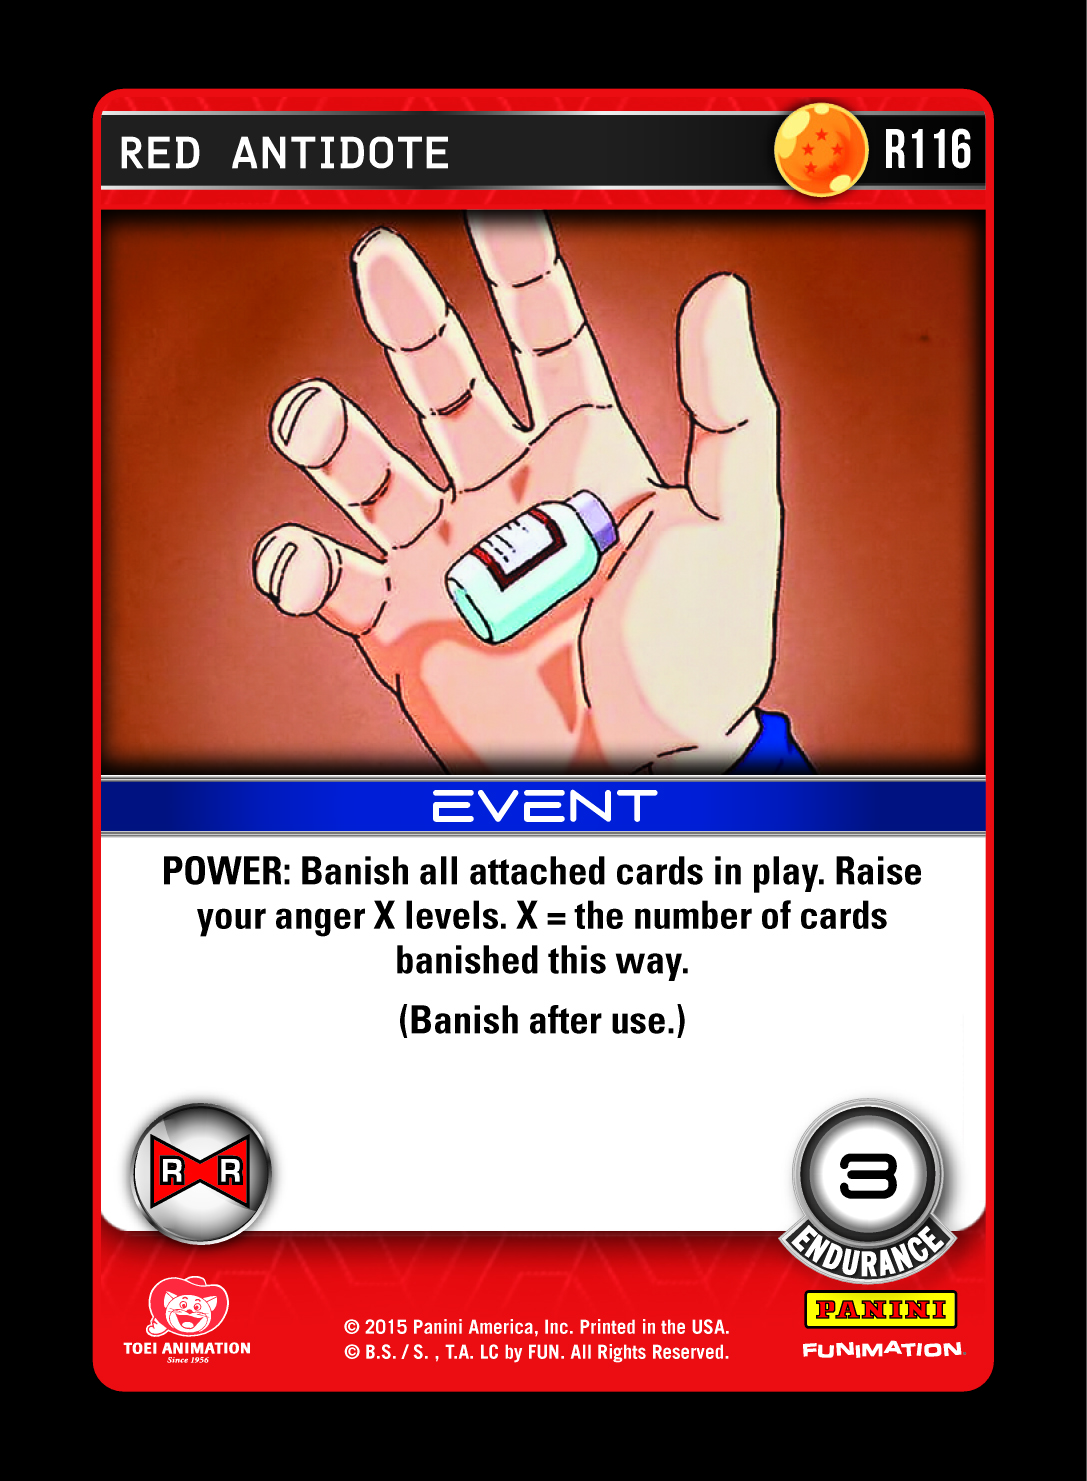 RED ANTIDOTE
R116
EVENT
POWER: Banish all attached cards in play. Raise
your anger X levels. X = the number of cards
banished this way.
(Banish after use.)
R R
3
ENDURANCE
PANINI
TOEI ANIMATION
Since 1956
© 2015 Panini America, Inc. Printed in the USA.
© B.S. / S. , T.A. LC by FUN. All Rights Reserved.
FUNIMATION